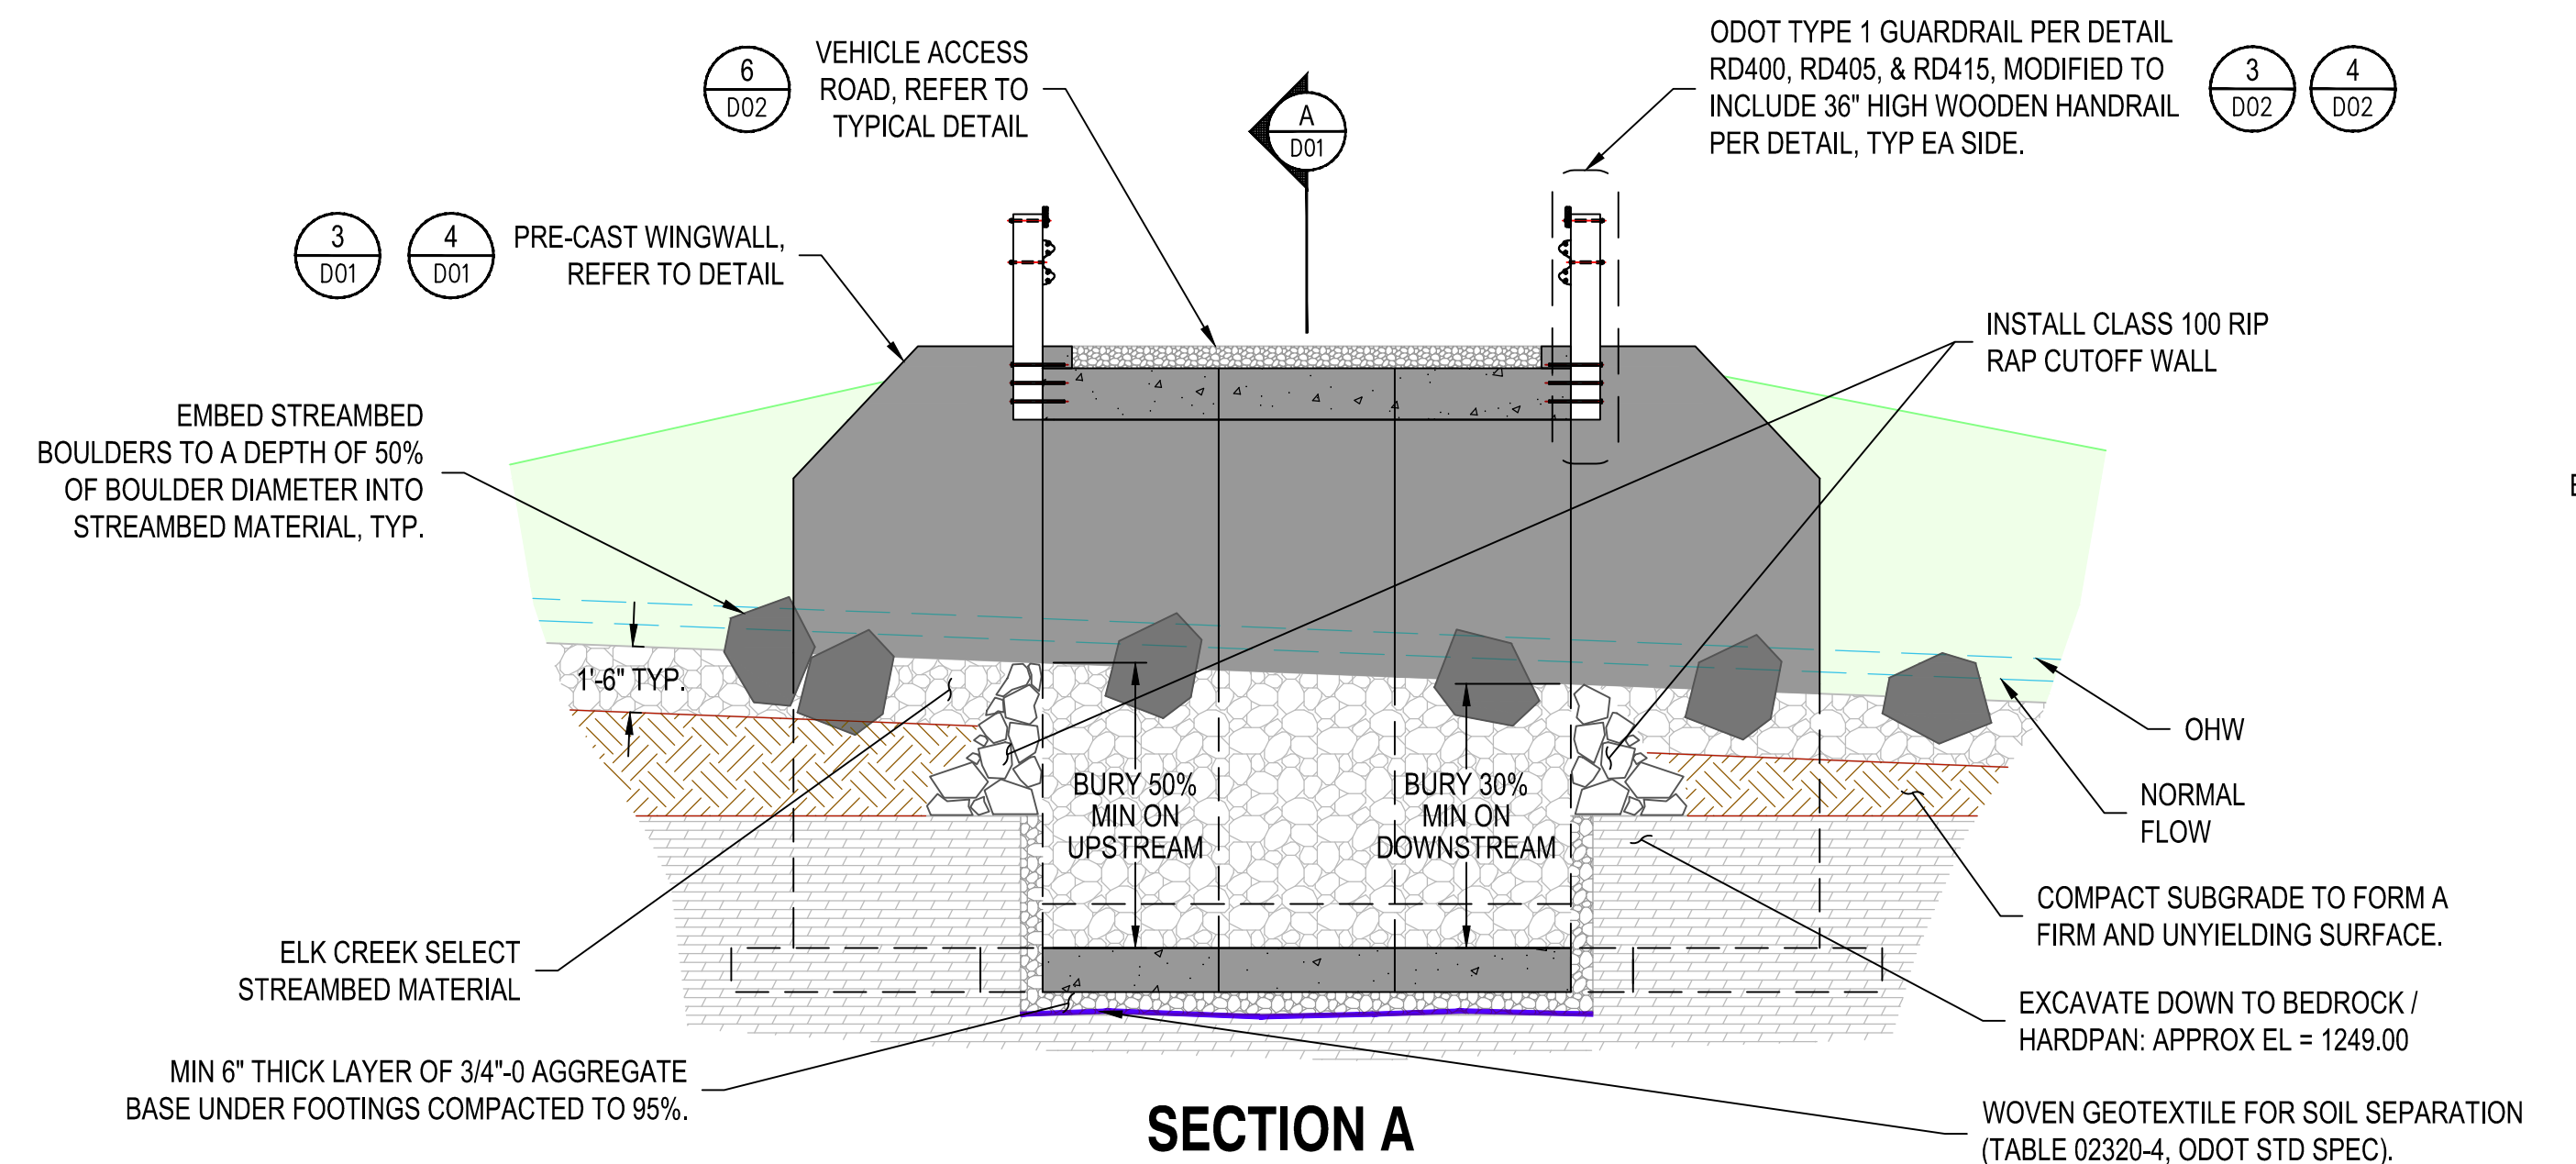 6
D02
VEHICLE ACCESS
ROAD, REFER TO
TYPICAL DETAIL
A
D01
ODOT TYPE 1 GUARDRAIL PER DETAIL
RD400, RD405, & RD415, MODIFIED TO
INCLUDE 36" HIGH WOODEN HANDRAIL
PER DETAIL, TYP EA SIDE.
3
D02
4
D02
3
D01
4
D01
PRE-CAST WINGWALL,
REFER TO DETAIL
INSTALL CLASS 100 RIP
RAP CUTOFF WALL
EMBED STREAMBED
BOULDERS TO A DEPTH OF 50%
OF BOULDER DIAMETER INTO
STREAMBED MATERIAL, TYP.
1'-6" TYP.
BURY 50%
MIN ON
UPSTREAM
BURY 30%
MIN ON
DOWNSTREAM
OHW
NORMAL
FLOW
COMPACT SUBGRADE TO FORM A
FIRM AND UNYIELDING SURFACE.
ELK CREEK SELECT
STREAMBED MATERIAL
EXCAVATE DOWN TO BEDROCK /
HARDPAN: APPROX EL = 1249.00
MIN 6" THICK LAYER OF 3/4"-0 AGGREGATE
BASE UNDER FOOTINGS COMPACTED TO 95%.
WOVEN GEOTEXTILE FOR SOIL SEPARATION
(TABLE 02320-4, ODOT STD SPEC).
SECTION A